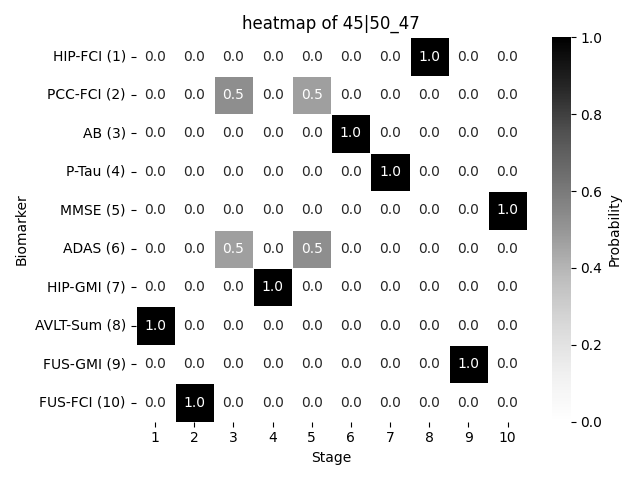 heatmap of 45|50_47
HIP-FCI (1) 0.0 0.0 0.0 0.0 0.0 0.0 0.0 1.0 0.0 0.0
PCC-FCI (2) 0.0 0.0 0.5 0.0 0.5 0.0 0.0 0.0 0.0 0.0
AB (3) 0.0 0.0 0.0 0.0 0.0 1.0 0.0 0.0 0.0 0.0
P-Tau (4) 0.0 0.0 0.0 0.0 0.0 0.0 1.0 0.0 0.0 0.0
MMSE (5) 0.0 0.0 0.0 0.0 0.0 0.0 0.0 0.0 0.0 1.0
ADAS (6) 0.0 0.0 0.5 0.0 0.5 0.0 0.0 0.0 0.0 0.0
HIP-GMI (7) 0.0 0.0 0.0 1.0 0.0 0.0 0.0 0.0 0.0 0.0
AVLT-Sum (8) 1.0 0.0 0.0 0.0 0.0 0.0 0.0 0.0 0.0 0.0
FUS-GMI (9) 0.0 0.0 0.0 0.0 0.0 0.0 0.0 0.0 1.0 0.0
FUS-FCI (10) 0.0 1.0 0.0 0.0 0.0 0.0 0.0 0.0 0.0 0.0
1 2 3 4 5 6 7 8 9 10
Stage
Biomarker
1.0
0.8
0.6
0.4
0.2
0.0
Probability